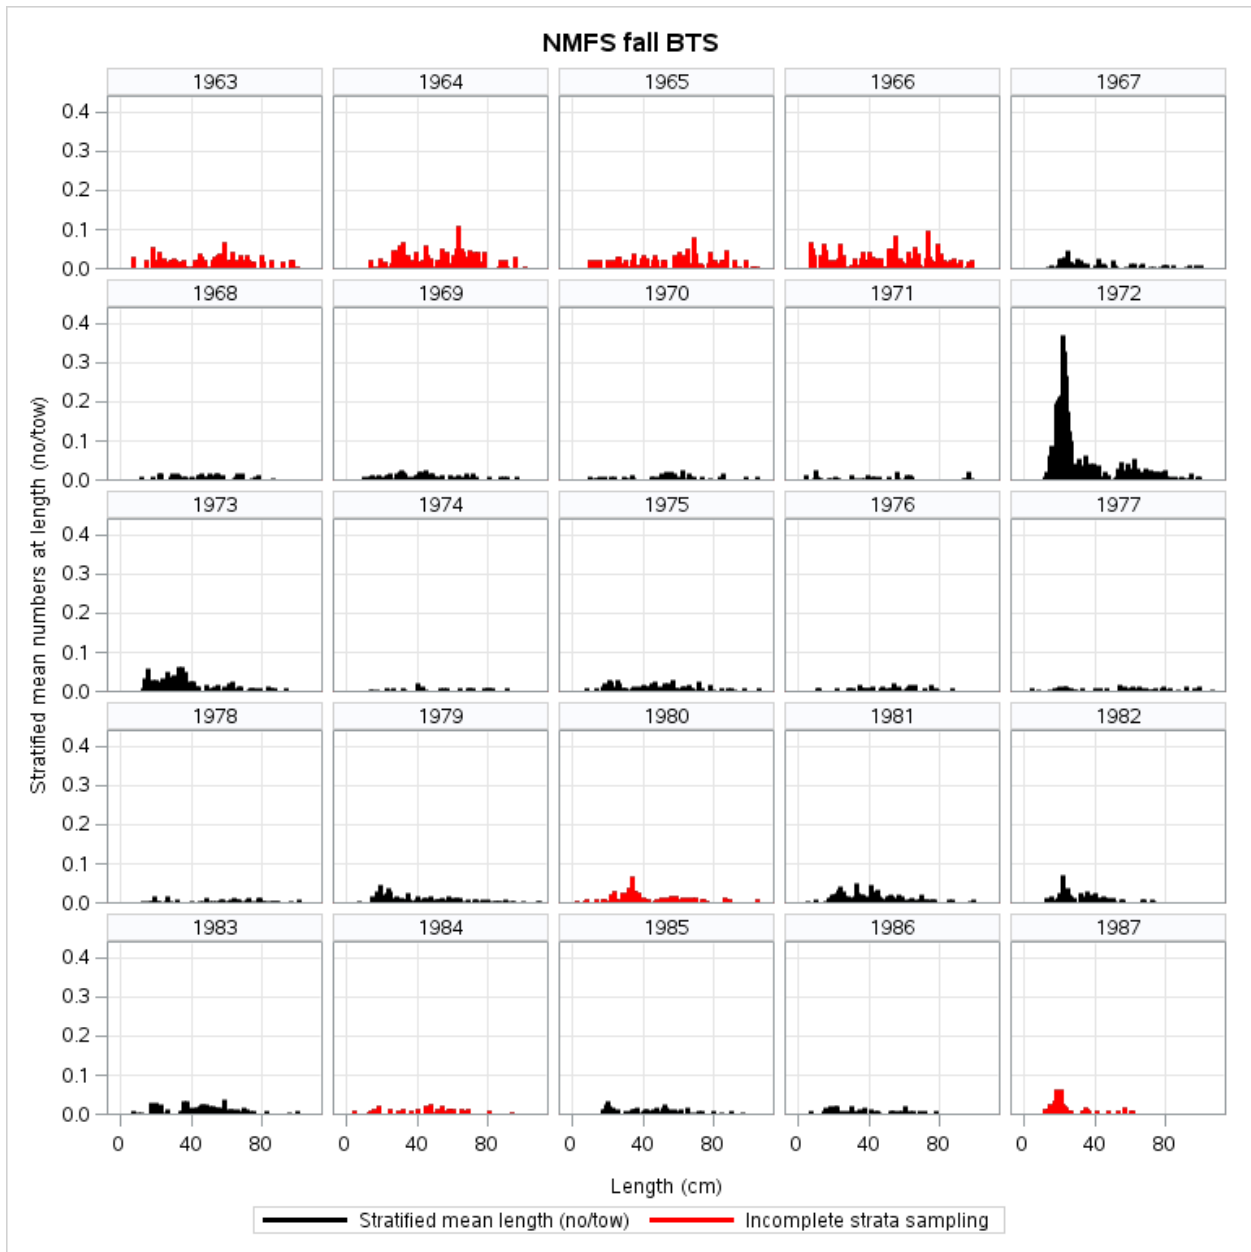 NMFS fall BTS
1963 1964 1965 1966 1967
0.4
0.3
0.2
0.1
0.0
1968 1969 1970 1971 1972
0.4
0.3
0.2
0.1
0.0
Stratified mean numbers at length (no/tow)
1973 1974 1975 1976 1977
0.4
0.3
0.2
0.1
0.0
1978 1979 1980 1981 1982
0.4
0.3
0.2
0.1
0.0
1983 1984 1985 1986 1987
0.4
0.3
0.2
0.1
0.0
0 40 80 0 40 80 0 40 80 0 40 80 0 40 80
Length (cm)
Stratified mean length (no/tow) Incomplete strata sampling